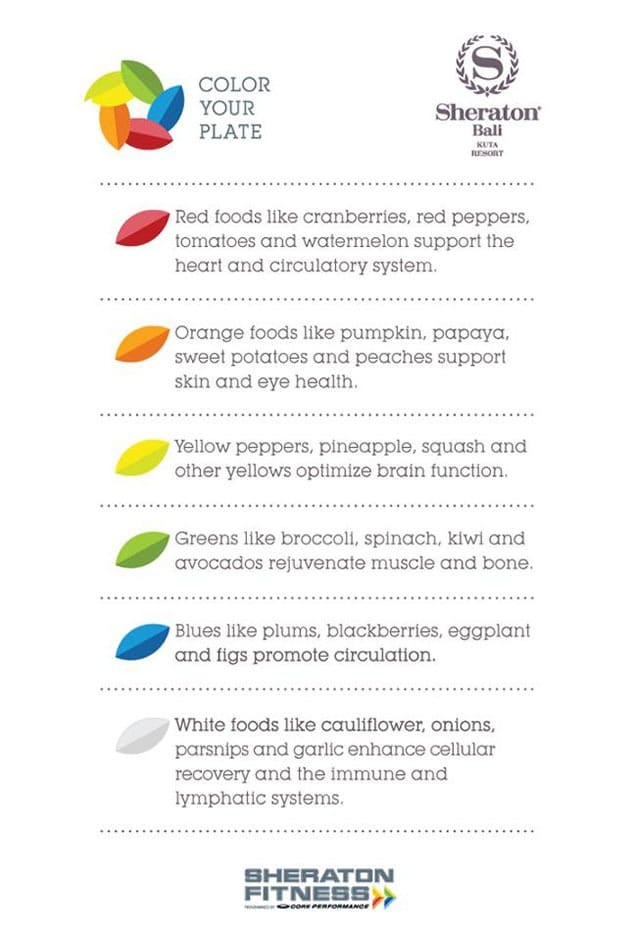 COLOR
YOUR
PLATE
S
Sheraton®
Bali
KUTA
RESORT
Red foods like cranberries, red peppers,
tomatoes and watermelon support the
heart and circulatory system.
Orange foods like pumpkin, papaya,
sweet potatoes and peaches support
skin and eye health.
Yellow peppers, pineapple, squash and
other yellows optimize brain function.
Greens like broccoli, spinach, kiwi and
avocados rejuvenate muscle and bone.
Blues like plums, blackberries, eggplant
and figs promote circulation.
White foods like cauliflower, onions,
parsnips and garlic enhance cellular
recovery and the immune and
lymphatic systems.
SHERATON
FITNESS
PROGRAMMED BY CORE PERFORMANCE